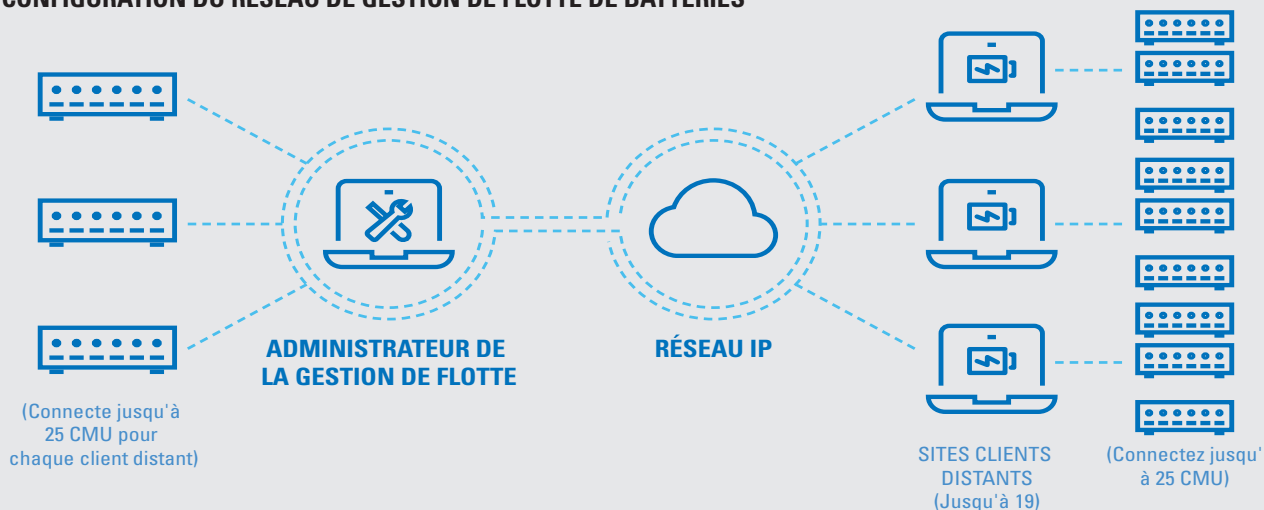 CONFIGURATION DU RÉSEAU DE GESTION DE FLOTTE DE BATTERIES
ADMINISTRATEUR DE
LA GESTION DE FLOTTE
RÉSEAU IP
(Connecte jusqu'à
25 CMU pour
chaque client distant)
SITES CLIENTS
DISTANTS
(Jusqu'à 19)
(Connectez jusqu'
à 25 CMU)